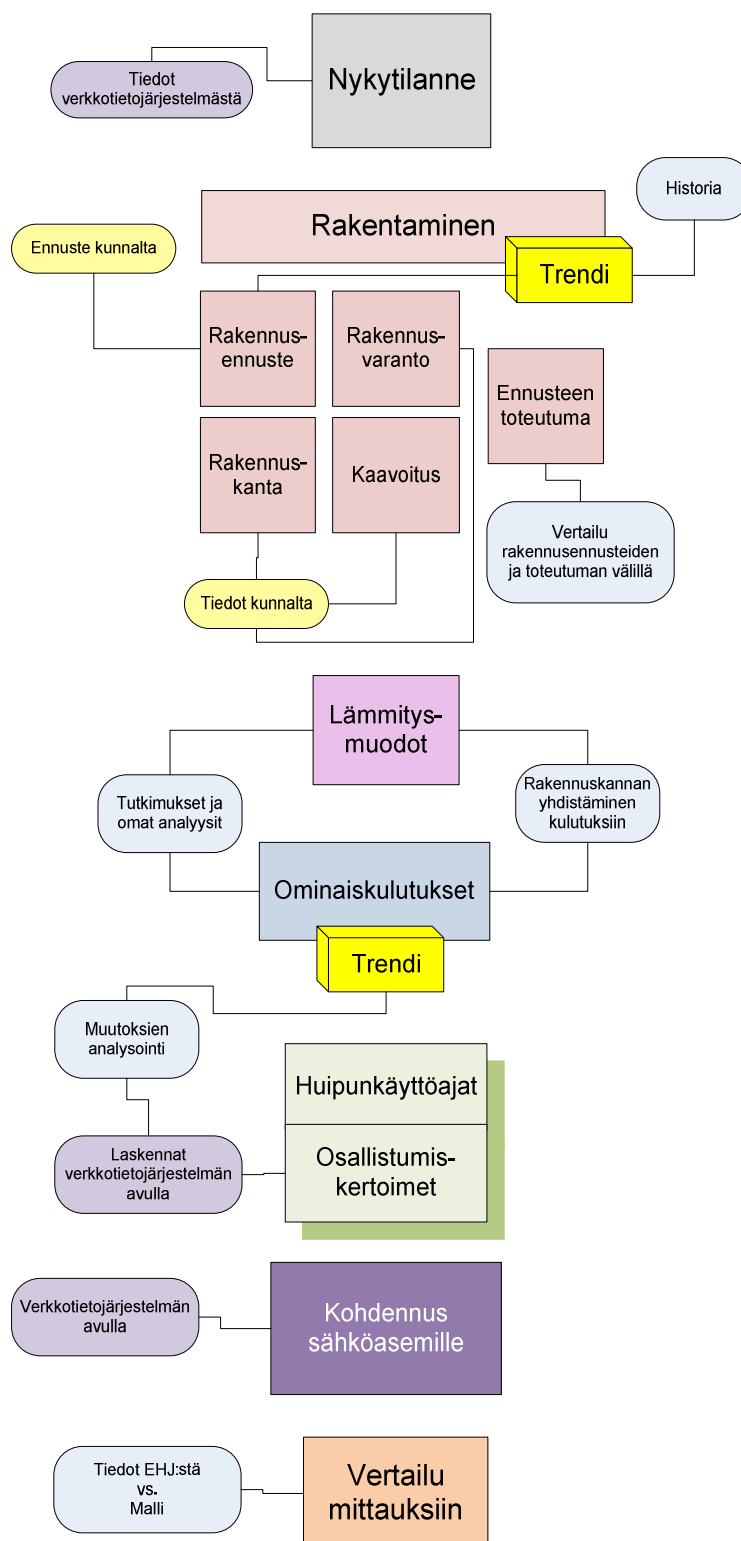 Tiedot
verkkotietojärjestelmästä
Nykytilanne
Historia
Rakentaminen
Ennuste kunnalta
Trendi
Rakennus-
ennuste
Rakennus-
varanto
Ennusteen
toteutuma
Rakennus-
kanta
Kaavoitus
Vertailu
rakennusennusteiden
ja toteutuman välillä
Tiedot kunnalta
Lämmitys-
muodot
Tutkimukset ja
omat analyysit
Rakennuskannan
yhdistäminen
kulutuksiin
Ominaiskulutukset
Trendi
Muutoksien
analysointi
Huipunkäyttöajat
Laskennat
verkkotietojärjestelmän
avulla
Osallistumis-
kertoimet
Verkkotietojärjestelmän
avulla
Kohdennus
sähköasemille
Tiedot EHJ:stä
vs.
Malli
Vertailu
mittauksiin